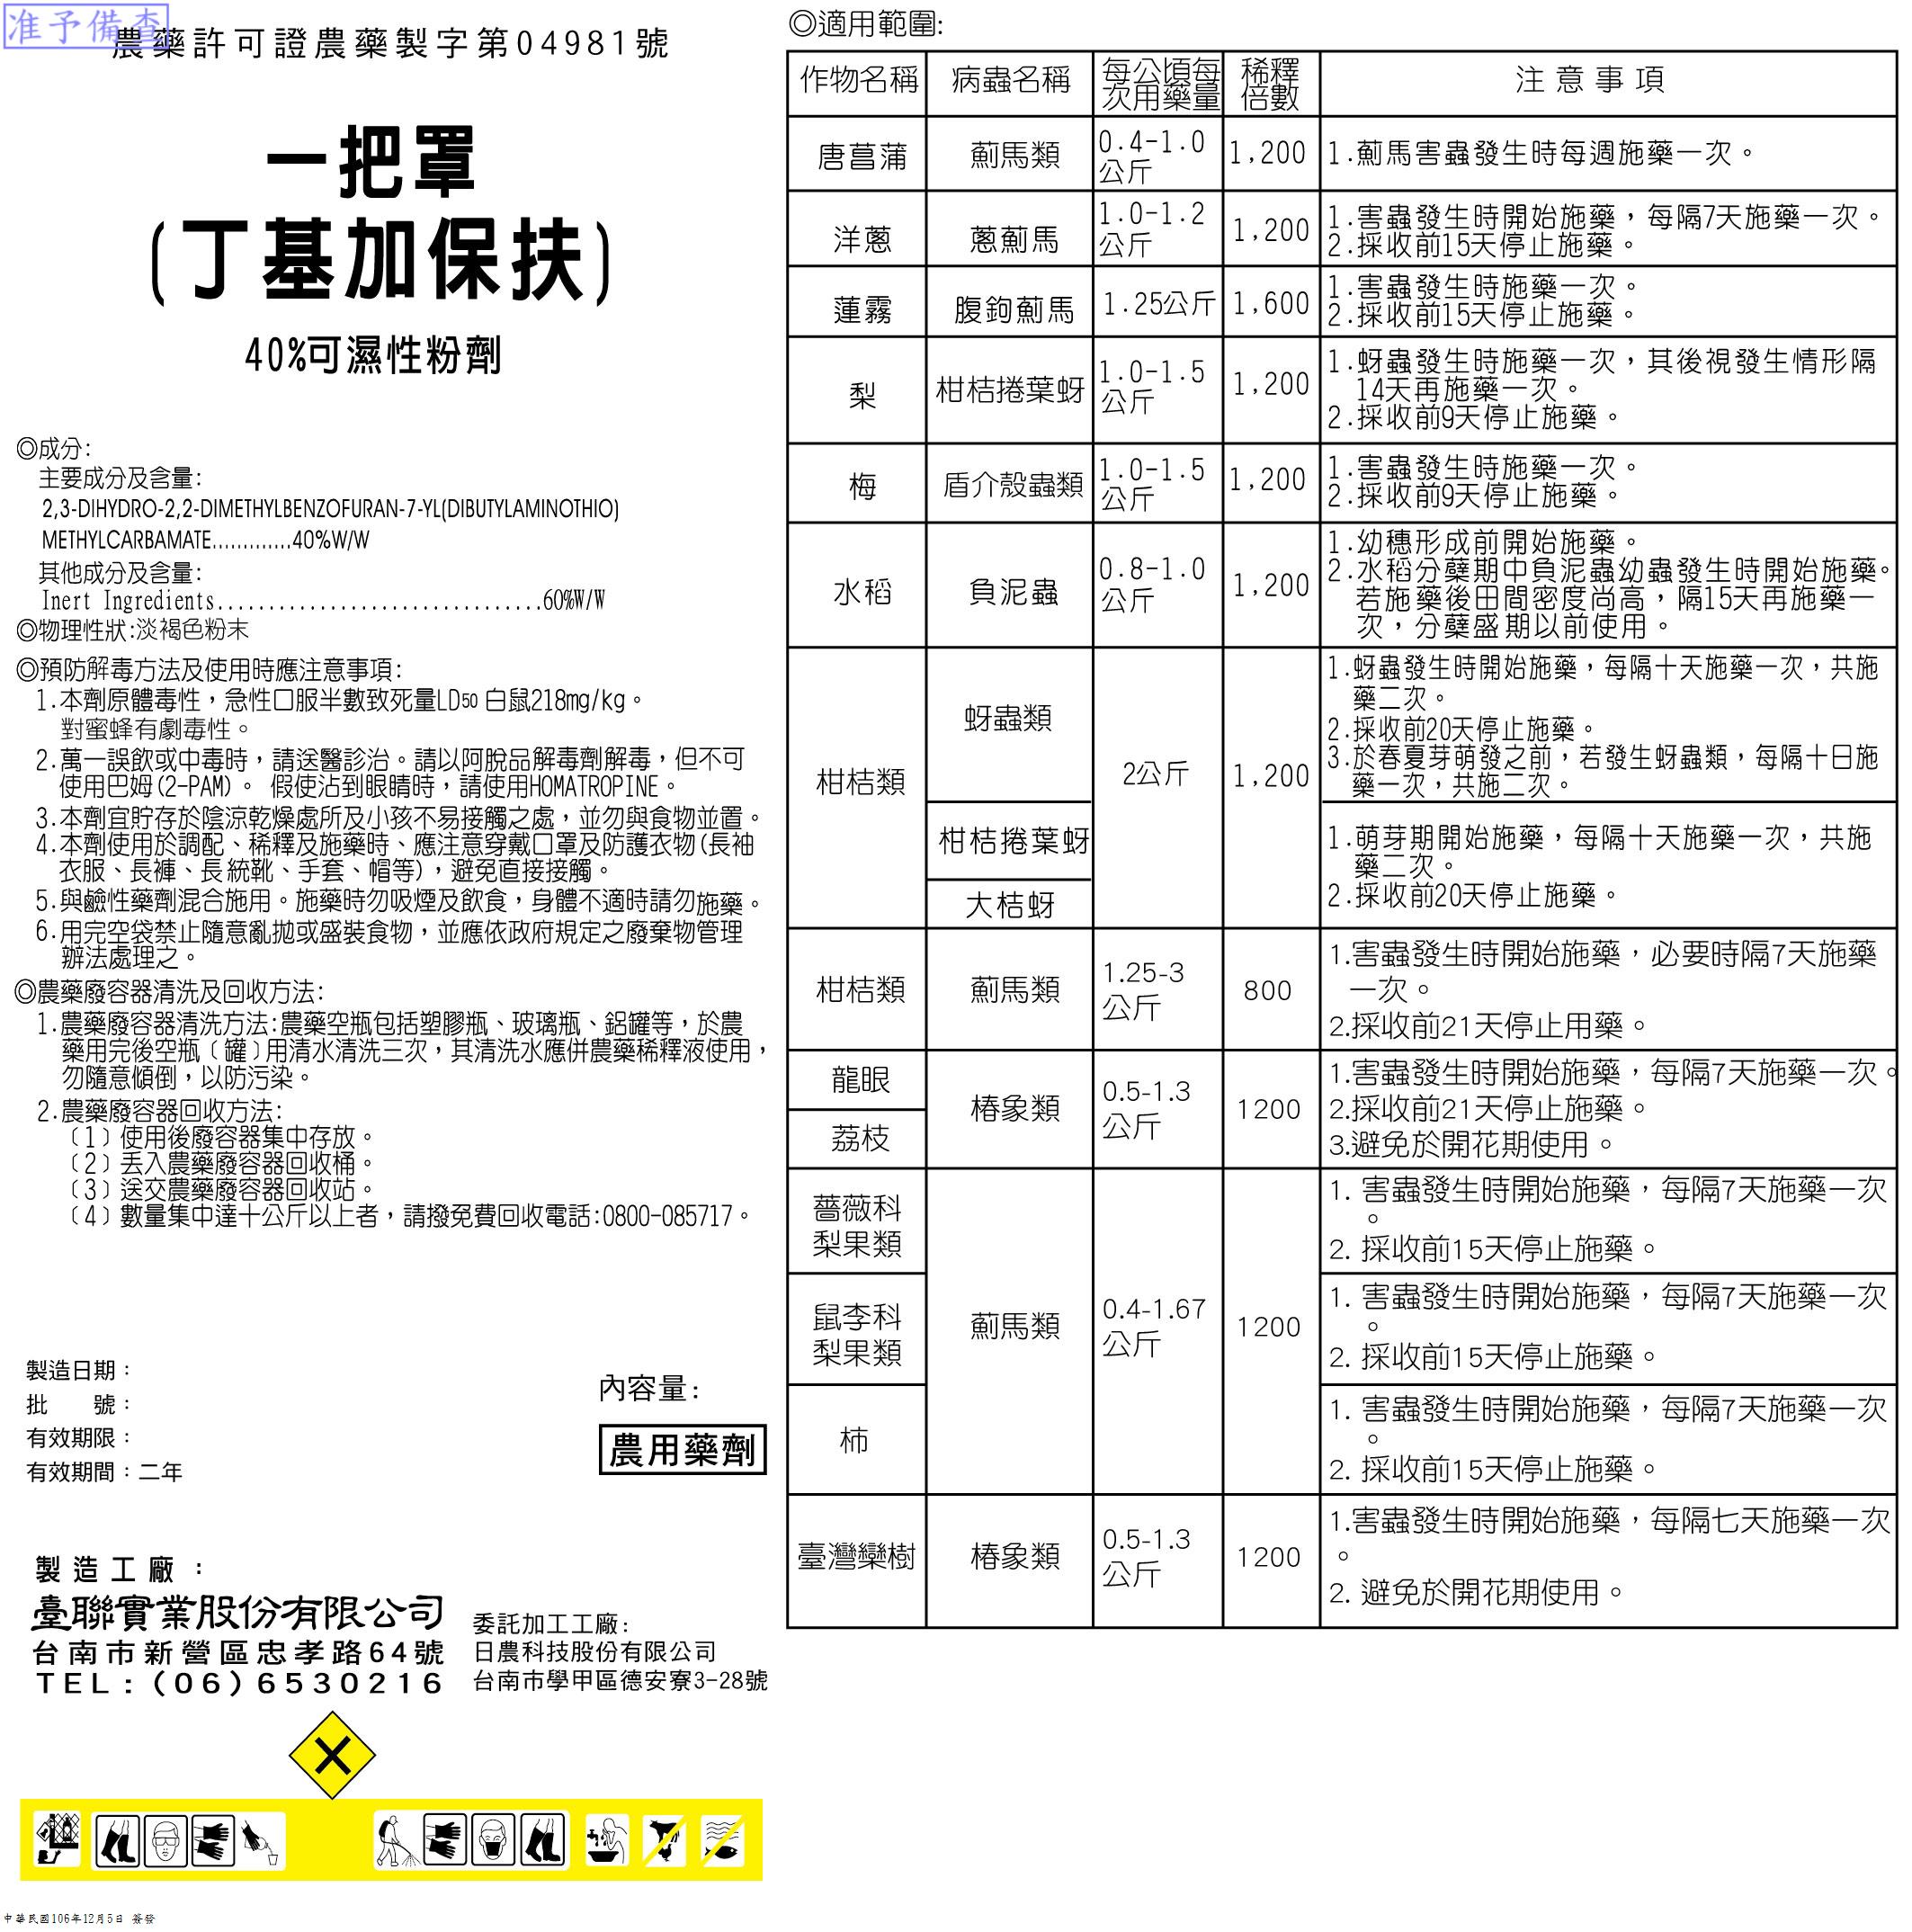 准予備查
農藥許可證農藥製字第04981號
一把罩
(丁基加保扶)
40%可濕性粉劑
◎成分:
主要成分及含量:
2,3-DIHYDRO-2,2-DIMETHYLBENZOFURAN-7-YL(DIBUTYLAMINOTHIO)
METHYLCARBAMATE.............40%W/W
其他成分及含量:
Inert Ingredients................................60%W/W
◎物理性狀:淡褐色粉末
◎預防解毒方法及使用時應注意事項:
1.本劑原體毒性，急性口服半數致死量LD50 白鼠218mg/kg。
對蜜蜂有劇毒性。
2.萬一誤飲或中毒時，請送醫診治。請以阿脫品解毒劑解毒，但不可
使用巴姆(2-PAM)。 假使沾到眼睛時，請使用HOMATROPINE。
3.本劑宜貯存於陰涼乾燥處所及小孩不易接觸之處，並勿與食物並置。
4.本劑使用於調配、稀釋及施藥時、應注意穿戴口罩及防護衣物(長袖
衣服、長褲、長統靴、手套、帽等)，避免直接接觸。
5.與鹼性藥劑混合施用。施藥時勿吸煙及飲食，身體不適時請勿施藥。
6.用完空袋禁止隨意亂拋或盛裝食物，並應依政府規定之廢棄物管理
辦法處理之。
◎農藥廢容器清洗及回收方法:
1.農藥廢容器清洗方法:農藥空瓶包括塑膠瓶、玻璃瓶、鋁罐等，於農
藥用完後空瓶〔罐〕用清水清洗三次，其清洗水應併農藥稀釋液使用，
勿隨意傾倒，以防污染。
2.農藥廢容器回收方法:
〔1〕使用後廢容器集中存放。
〔2〕丟入農藥廢容器回收桶。
〔3〕送交農藥廢容器回收站。
〔4〕數量集中達十公斤以上者，請撥免費回收電話:0800-085717。
製造日期：
批　　號：
有效期限：
有效期間：二年
內容量:
農用藥劑
製造工廠：
臺聯實業股份有限公司
台南市新營區忠孝路64號
TEL:(06)6530216
委託加工工廠:
日農科技股份有限公司
台南市學甲區德安寮3-28號
中華民國106年12月5日 簽發
◎適用範圍:
作物名稱 病蟲名稱 每公頃每次用藥量 稀釋倍數 注意事項
唐菖蒲 薊馬類 0.4-1.0公斤 1,200 1.薊馬害蟲發生時每週施藥一次。
洋蔥 蔥薊馬 1.0-1.2公斤 1,200 1.害蟲發生時開始施藥，每隔7天施藥一次。
2.採收前15天停止施藥。
蓮霧 腹鉤薊馬 1.25公斤 1,600 1.害蟲發生時施藥一次。
2.採收前15天停止施藥。
梨 柑桔捲葉蚜 1.0-1.5公斤 1,200 1.蚜蟲發生時施藥一次，其後視發生情形隔
14天再施藥一次。
2.採收前9天停止施藥。
梅 盾介殼蟲類 1.0-1.5公斤 1,200 1.害蟲發生時施藥一次。
2.採收前9天停止施藥。
水稻 負泥蟲 0.8-1.0公斤 1,200 1.幼穗形成前開始施藥。
2.水稻分蘗期中負泥蟲幼蟲發生時開始施藥。
若施藥後田間密度尚高，隔15天再施藥一
次，分蘗盛期以前使用。
柑桔類 蚜蟲類 2公斤 1,200 1.蚜蟲發生時開始施藥，每隔十天施藥一次，共施
藥二次。
2.採收前20天停止施藥。
3.於春夏芽萌發之前，若發生蚜蟲類，每隔十日施
藥一次，共施二次。
柑桔捲葉蚜 1.萌芽期開始施藥，每隔十天施藥一次，共施
藥二次。
大桔蚜 2.採收前20天停止施藥。
柑桔類 薊馬類 1.25-3公斤 800 1.害蟲發生時開始施藥，必要時隔7天施藥
一次。
2.採收前21天停止用藥。
龍眼 椿象類 0.5-1.3公斤 1200 1.害蟲發生時開始施藥，每隔7天施藥一次。
2.採收前21天停止施藥。
荔枝 3.避免於開花期使用。
薔薇科梨果類 薊馬類 0.4-1.67公斤 1200 1. 害蟲發生時開始施藥，每隔7天施藥一次
。
2. 採收前15天停止施藥。
鼠李科梨果類 1. 害蟲發生時開始施藥，每隔7天施藥一次
。
2. 採收前15天停止施藥。
柿 1. 害蟲發生時開始施藥，每隔7天施藥一次
。
2. 採收前15天停止施藥。
臺灣欒樹 椿象類 0.5-1.3公斤 1200 1.害蟲發生時開始施藥，每隔七天施藥一次
。
2. 避免於開花期使用。